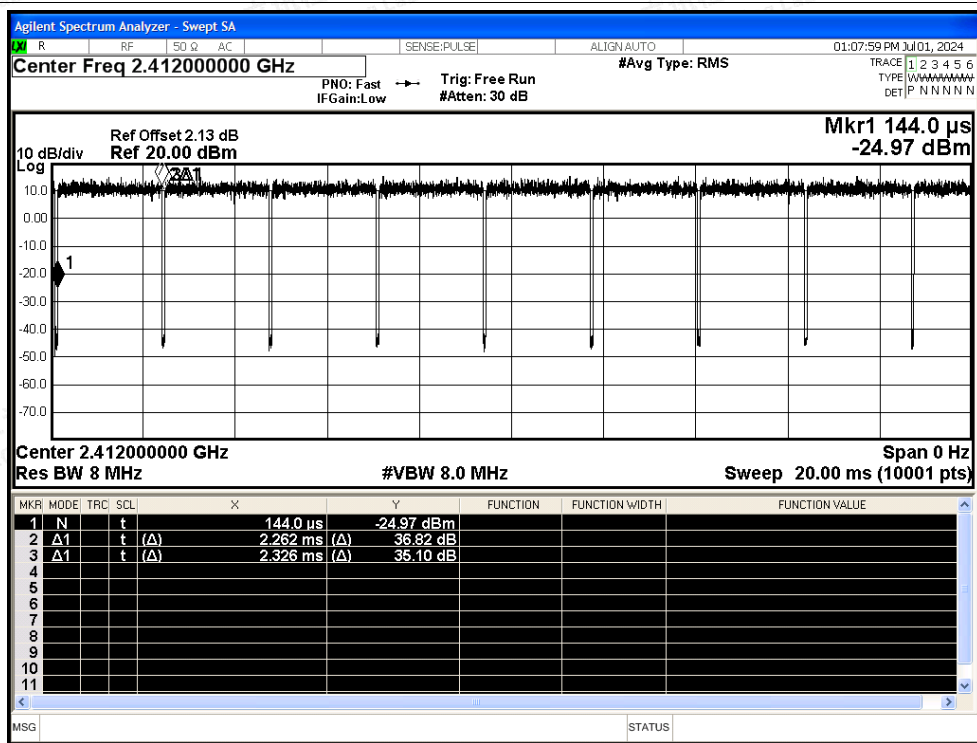 Agilent Spectrum Analyzer - Swept SA
LXI R RF 50 Ω AC SENSE:PULSE ALIGN AUTO 01:07:59 PM Jul 01, 2024
Center Freq 2.412000000 GHz
PNO: Fast
IFGain:Low
Trig: Free Run
#Atten: 30 dB
#Avg Type: RMS
TRACE 1 2 3 4 5 6
TYPE
DET P N N N N N
Mkr1 144.0 µs
-24.97 dBm
Ref Offset 2.13 dB
10 dB/div Ref 20.00 dBm
Log
3Δ1
10.0
0.00
-10.0
1
-20.0
-30.0
-40.0
-50.0
-60.0
-70.0
Center 2.412000000 GHz Span 0 Hz
Res BW 8 MHz #VBW 8.0 MHz Sweep 20.00 ms (10001 pts)
MKR MODE TRC SCL X Y FUNCTION FUNCTION WIDTH FUNCTION VALUE
1 N t 144.0 µs -24.97 dBm
2 Δ1 t (Δ) 2.262 ms (Δ) 36.82 dB
3 Δ1 t (Δ) 2.326 ms (Δ) 35.10 dB
4
5
6
7
8
9
10
11
MSG STATUS